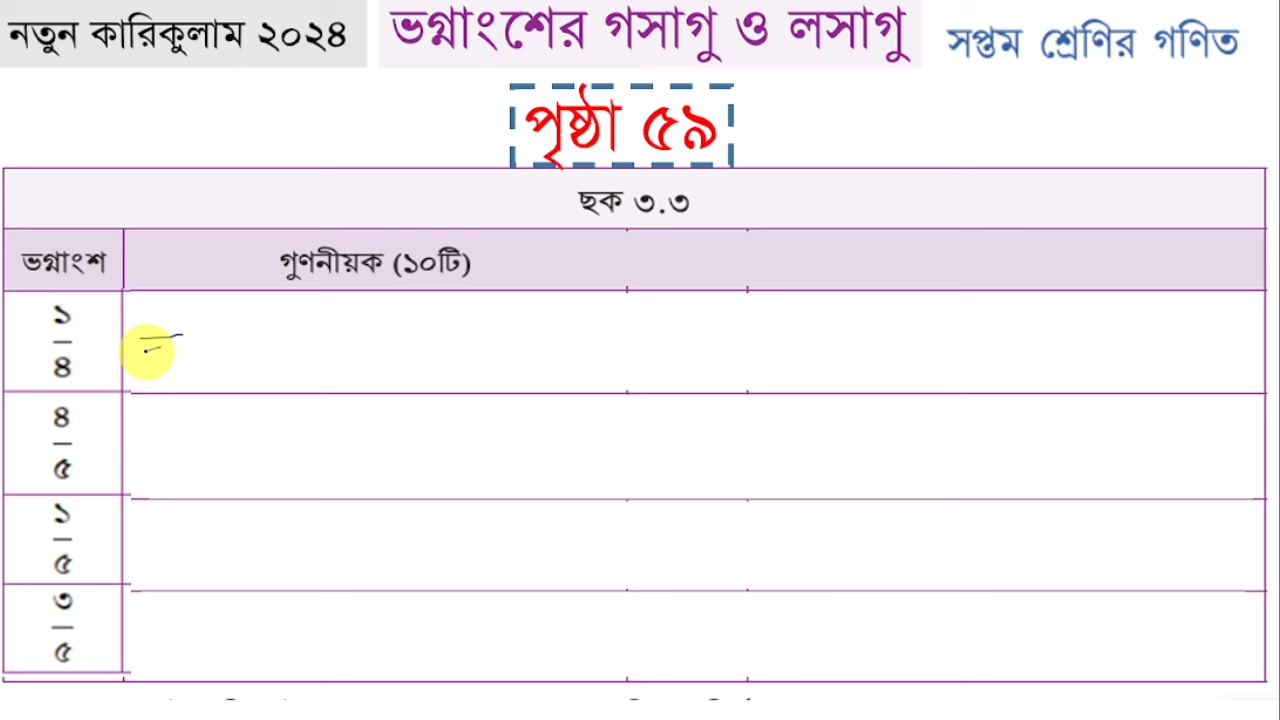 নতুন কারিকুলাম ২০২৪
ভগ্নাংশের গসাগু ও লসাগু
সপ্তম শ্রেণির গণিত
পৃষ্ঠা ৫৯
ছক ৩.৩
ভগ্নাংশ গুণনীয়ক (১০টি)
১
৪
৪
৫
১
৫
৩
৫